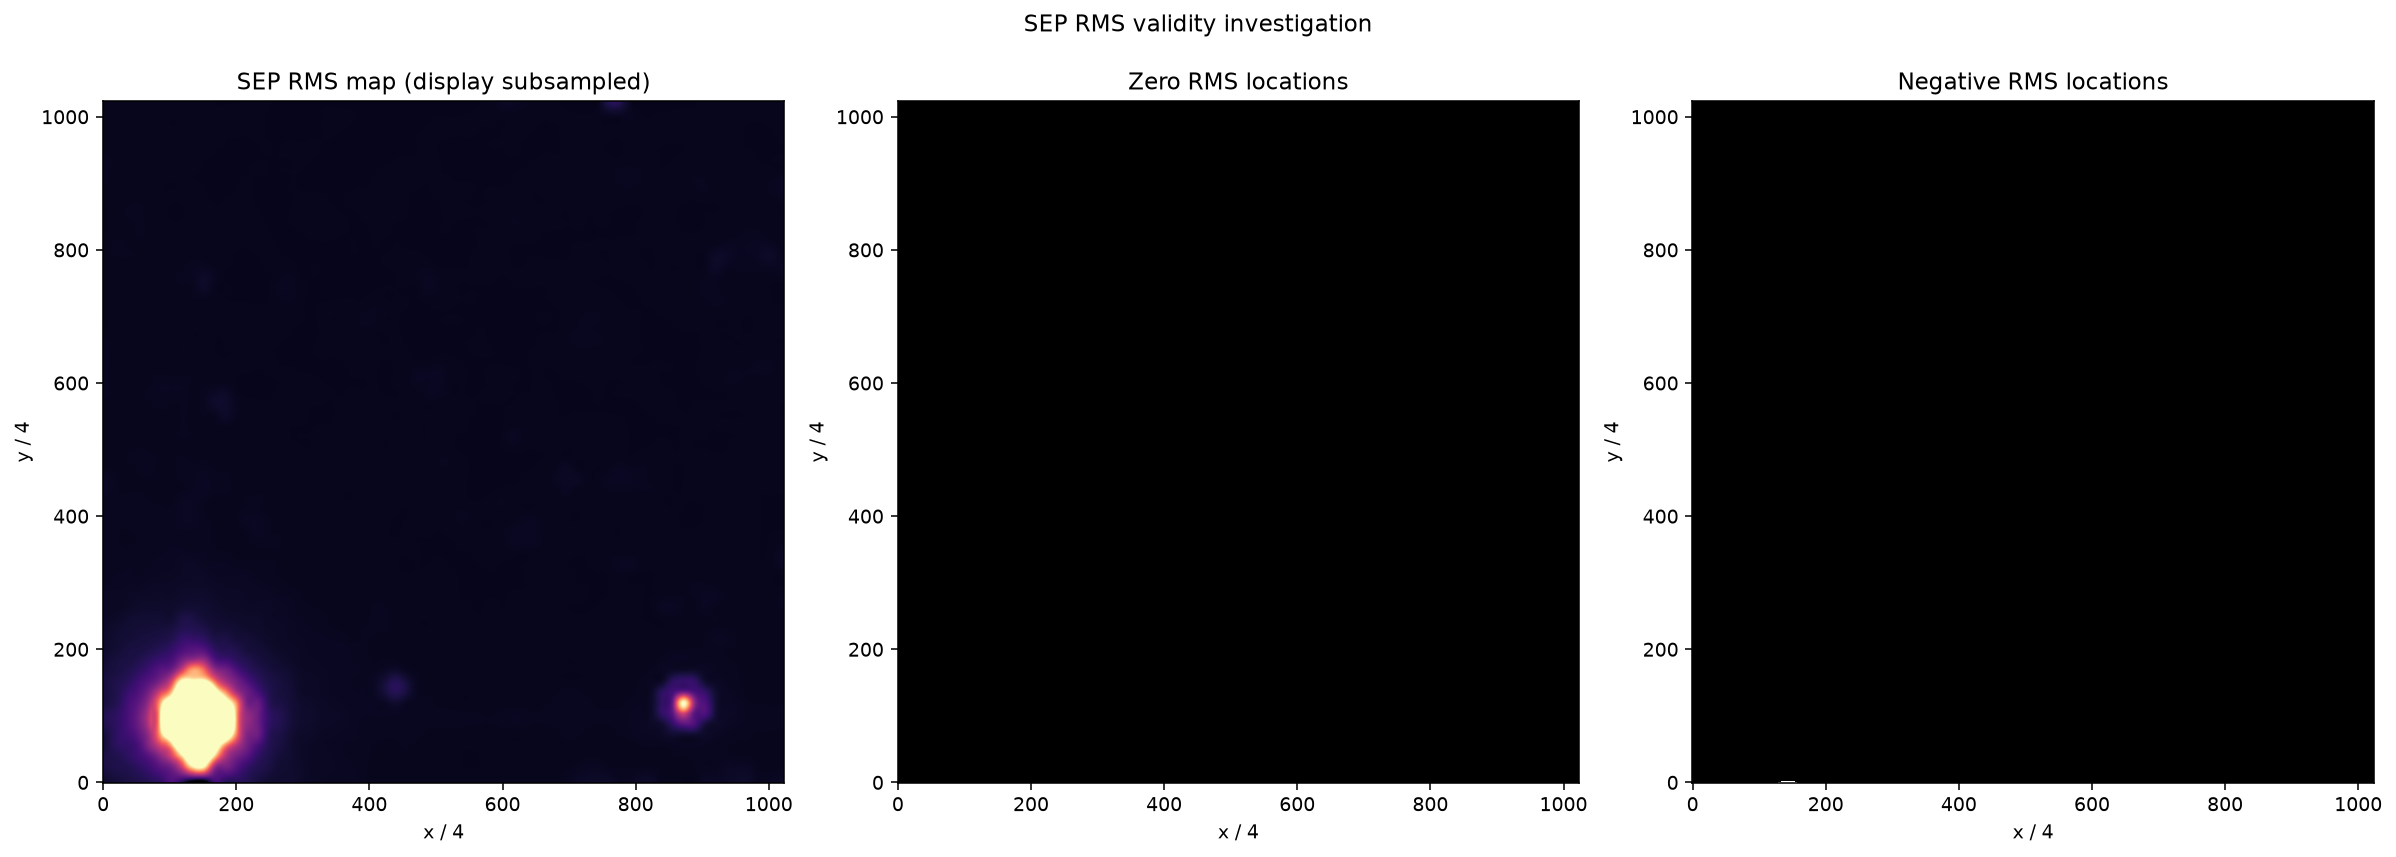 SEP RMS validity investigation
SEP RMS map (display subsampled)
1000
800
600
400
200
0
y / 4
0 200 400 600 800 1000
x / 4
Zero RMS locations
1000
800
600
400
200
0
y / 4
0 200 400 600 800 1000
x / 4
Negative RMS locations
1000
800
600
400
200
0
y / 4
0 200 400 600 800 1000
x / 4